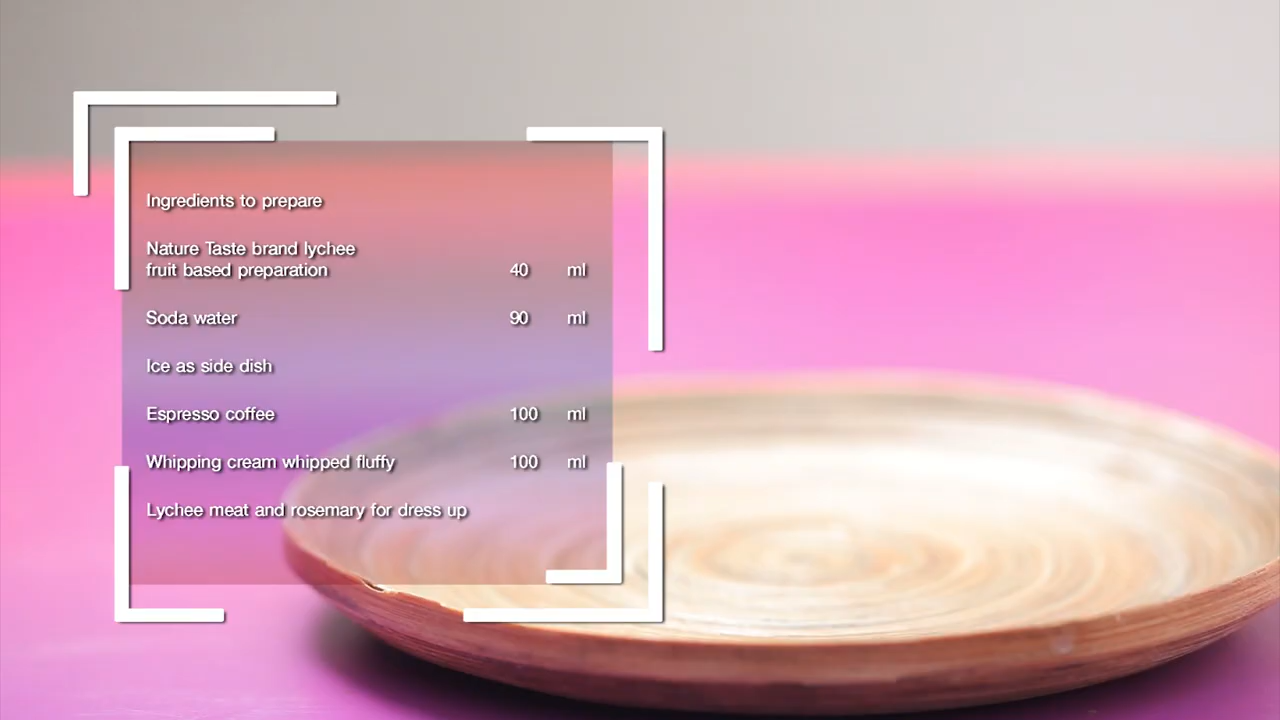 Ingredients to prepare
Nature Taste brand lychee
fruit based preparation 40 ml
Soda water 90 ml
Ice as side dish
Espresso coffee 100 ml
Whipping cream whipped fluffy 100 ml
Lychee meat and rosemary for dress up